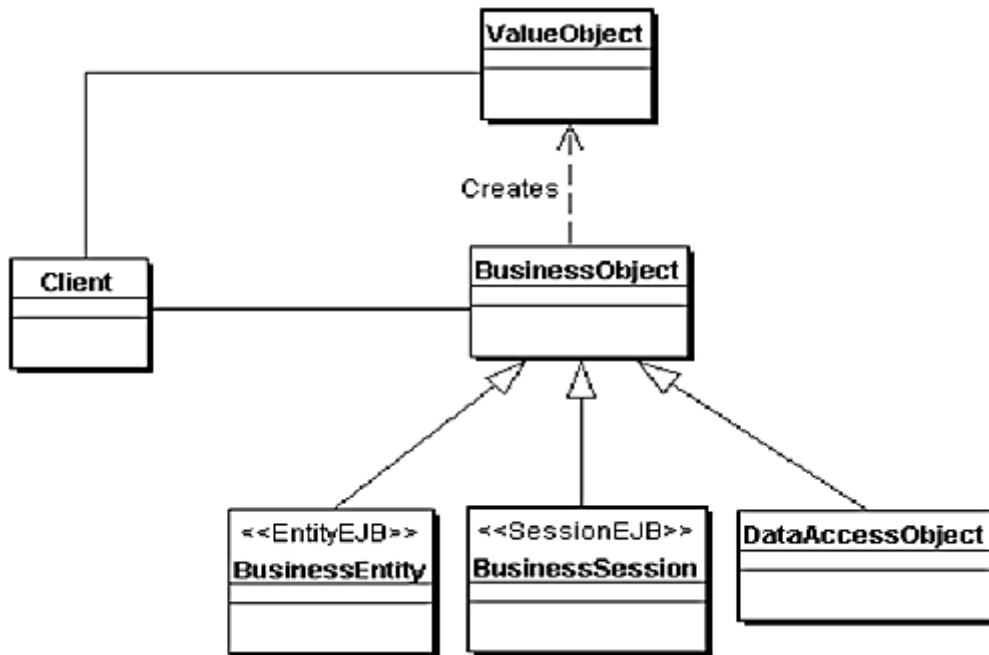 ValueObject
Creates
Client
BusinessObject
<<EntityEJB>>
BusinessEntity
<<SessionEJB>>
BusinessSession
DataAccessObject